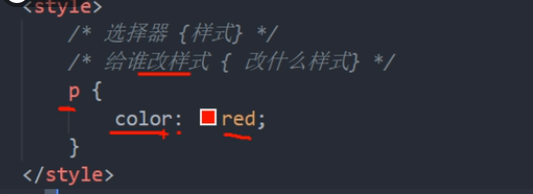 <style>
/* 选择器 {样式} */
/* 给谁改样式 { 改什么样式} */
p {
color: red;
}
</style>